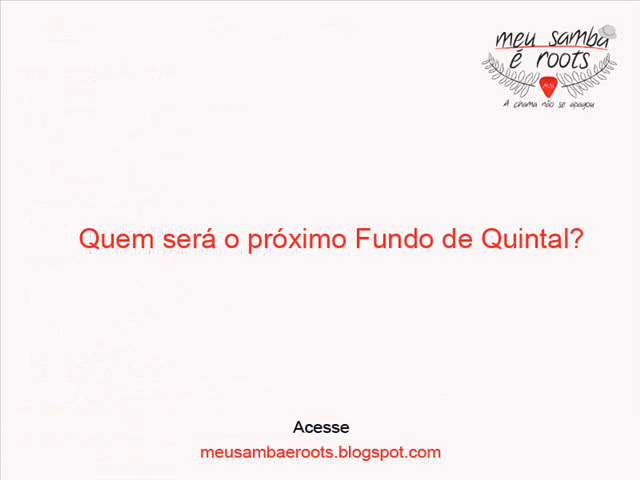 meu samba
é roots
A chama não se apagou
Quem será o próximo Fundo de Quintal?
Acesse
meusambaeroots.blogspot.com